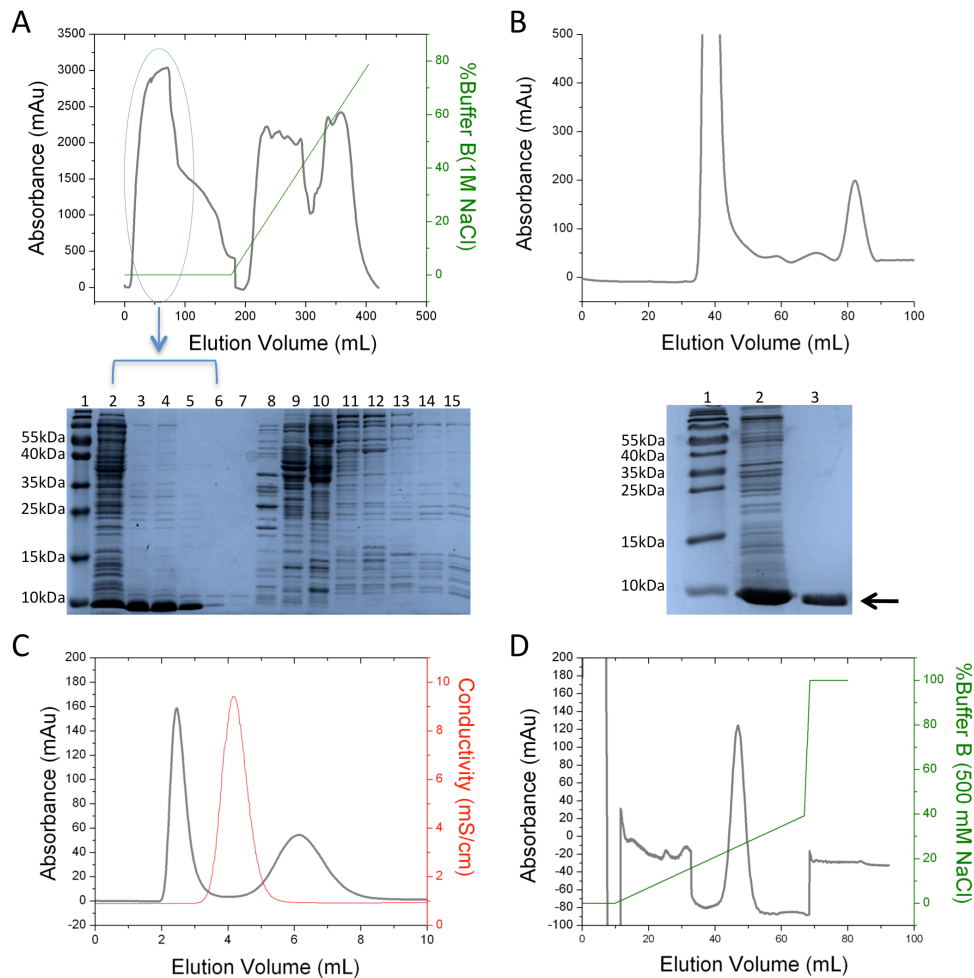 A
Absorbance (mAu)
3500
3000
2500
2000
1500
1000
500
0
0 100 200 300 400 500
Elution Volume (mL)
80
60
40
20
0
%Buffer B(1M NaCl)
B
Absorbance (mAu)
500
400
300
200
100
0
0 20 40 60 80 100
Elution Volume (mL)
1 2 3 4 5 6 7 8 9 10 11 12 13 14 15
55kDa
40kDa
35kDa
25kDa
15kDa
10kDa
1 2 3
55kDa
40kDa
35kDa
25kDa
15kDa
10kDa
C
Absorbance (mAu)
200
180
160
140
120
100
80
60
40
20
0
-20
0 2 4 6 8 10
Elution Volume (mL)
10
8
6
4
2
0
Conductivity (mS/cm)
D
Absorbance (mAu)
200
180
160
140
120
100
80
60
40
20
0
-20
-40
-60
-80
-100
0 20 40 60 80 100
Elution Volume (mL)
100
80
60
40
20
0
%Buffer B (500 mM NaCl)